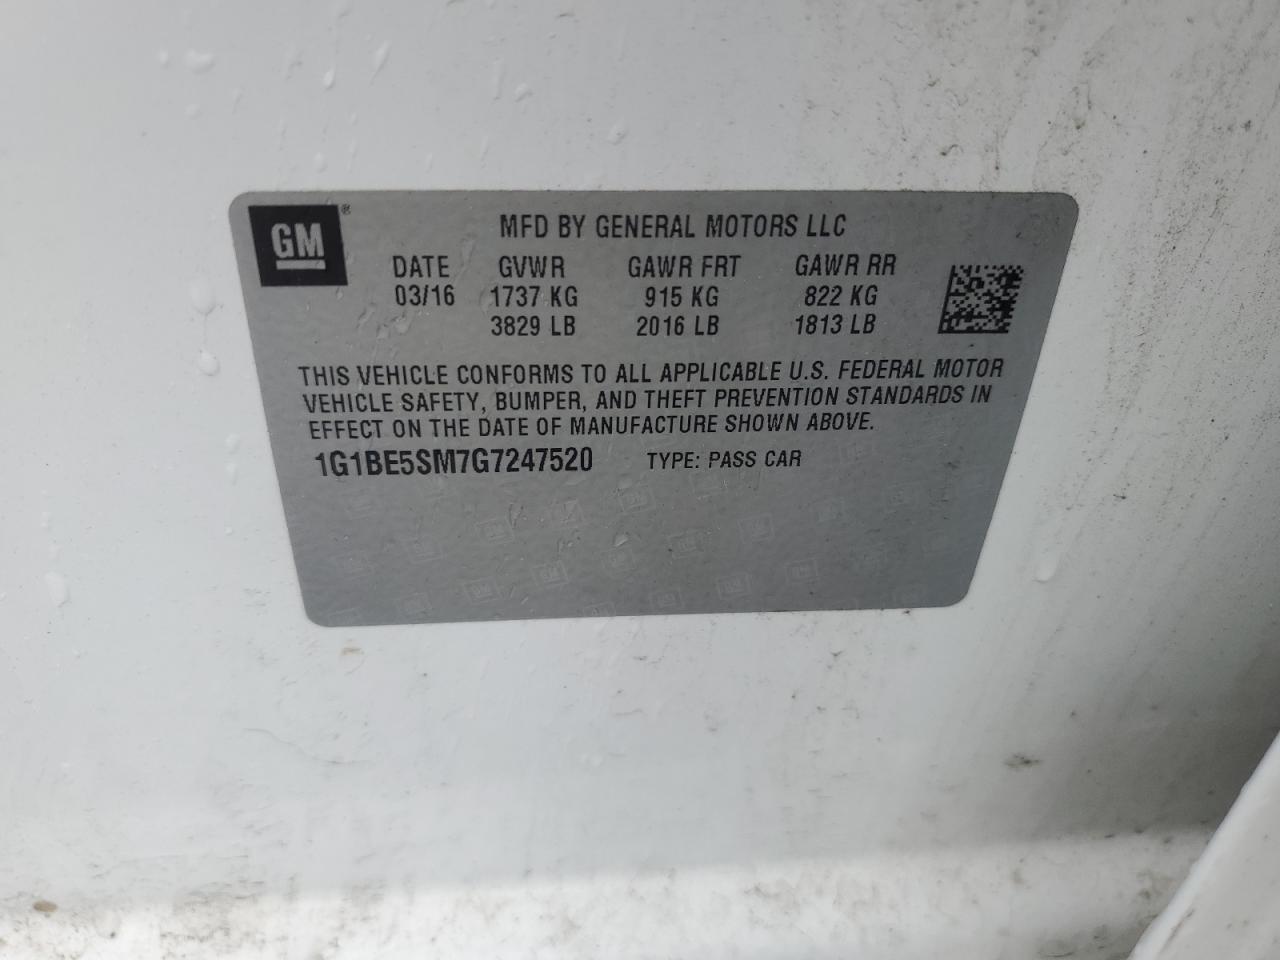 GM®
MFD BY GENERAL MOTORS LLC
DATE GVWR GAWR FRT GAWR RR
03/16 1737 KG 915 KG 822 KG
3829 LB 2016 LB 1813 LB
THIS VEHICLE CONFORMS TO ALL APPLICABLE U.S. FEDERAL MOTOR
VEHICLE SAFETY, BUMPER, AND THEFT PREVENTION STANDARDS IN
EFFECT ON THE DATE OF MANUFACTURE SHOWN ABOVE.
1G1BE5SM7G7247520 TYPE: PASS CAR